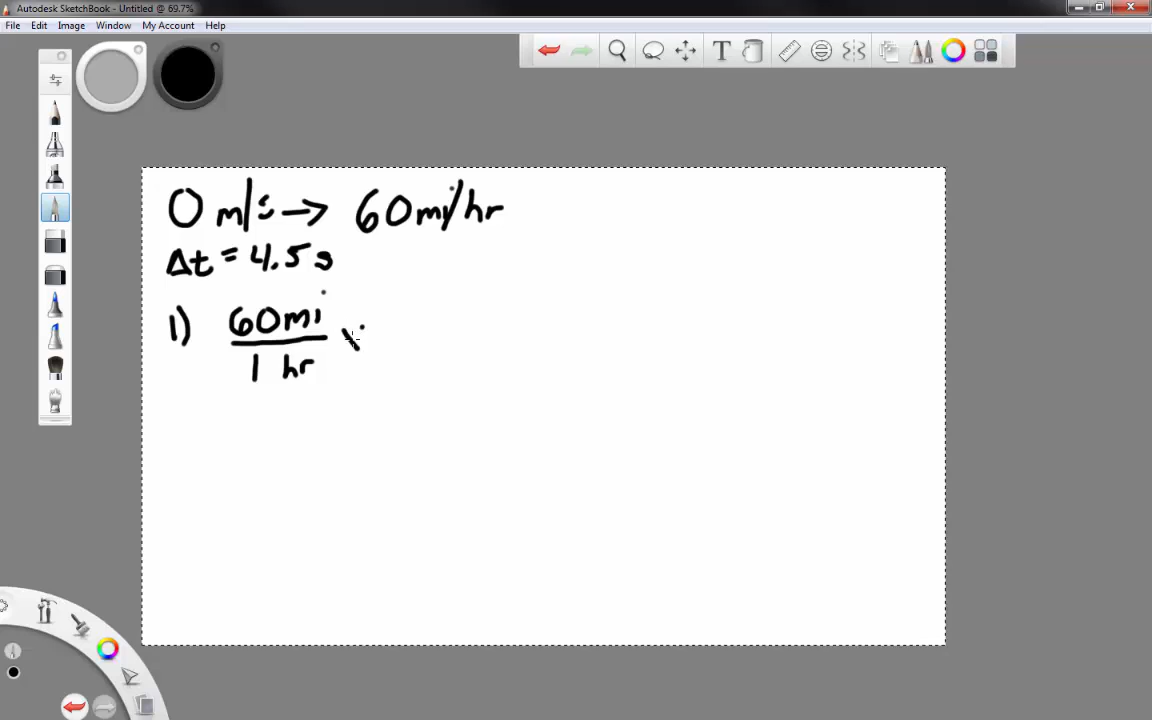 Autodesk SketchBook - Untitled @ 69.7%
File Edit Image Window My Account Help
T
0 m/s → 60mi/hr
Δt = 4.5 s
1) 60mi x
1 hr